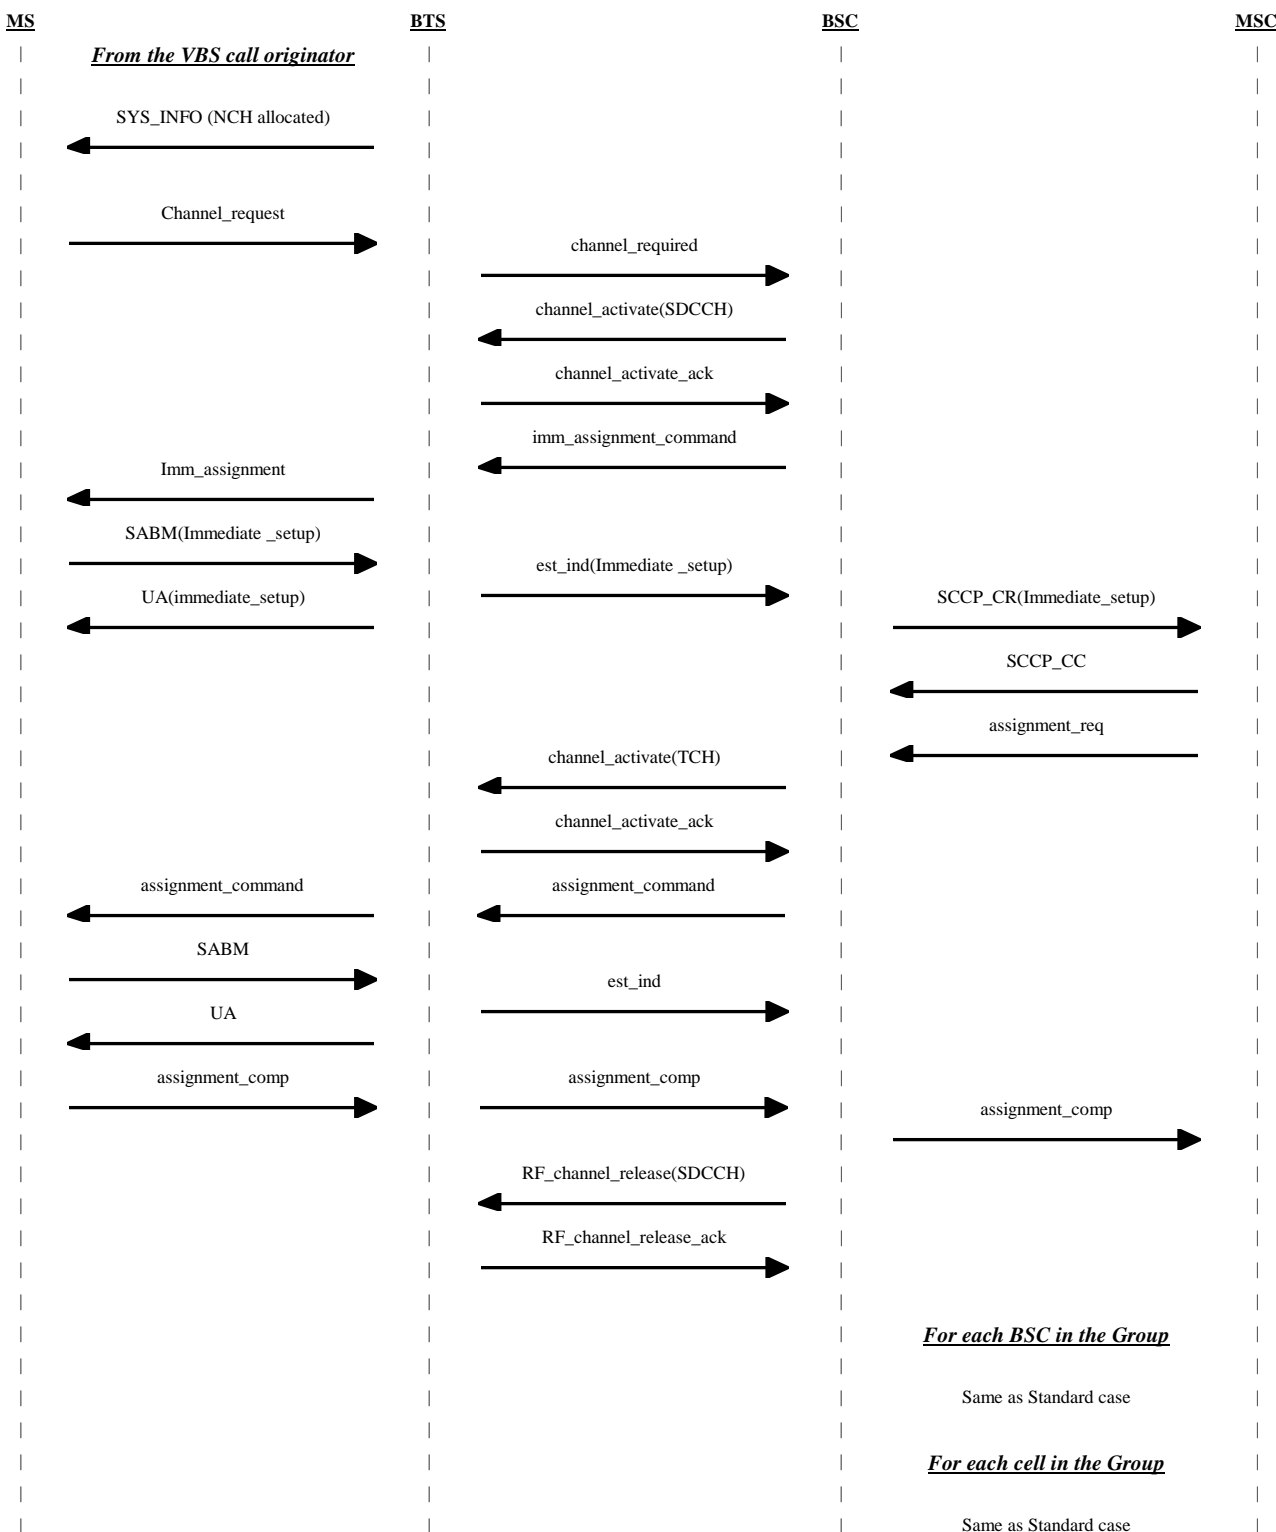 MS BTS BSC MSC
From the VBS call originator
SYS_INFO (NCH allocated)
Channel_request
channel_required
channel_activate(SDCCH)
channel_activate_ack
imm_assignment_command
Imm_assignment
SABM(Immediate _setup)
est_ind(Immediate _setup)
UA(immediate_setup) SCCP_CR(Immediate_setup)
SCCP_CC
assignment_req
channel_activate(TCH)
channel_activate_ack
assignment_command assignment_command
SABM
est_ind
UA
assignment_comp assignment_comp
assignment_comp
RF_channel_release(SDCCH)
RF_channel_release_ack
For each BSC in the Group
Same as Standard case
For each cell in the Group
Same as Standard case